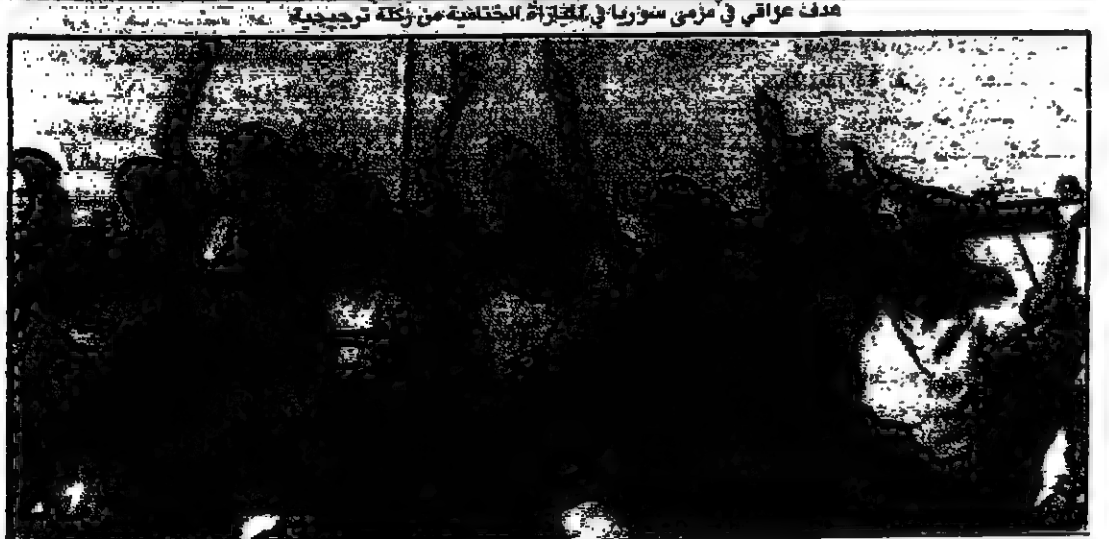 هدف عراقي في مرمى سوريا في المباراة الختامية من ركلة ترجيحية